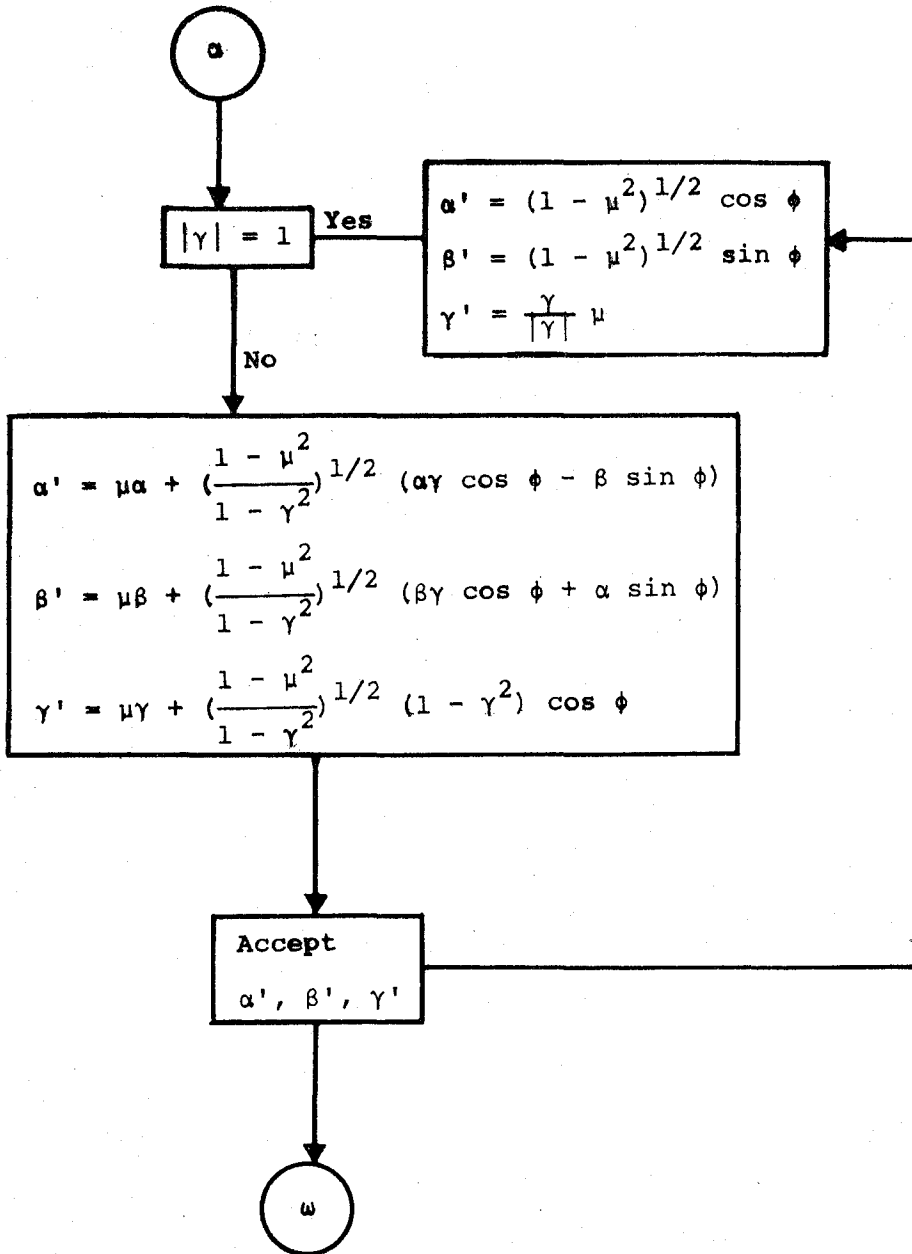 α
|γ| = 1
Yes
α' = (1 - μ²)^1/2 cos ϕ
β' = (1 - μ²)^1/2 sin ϕ
γ' = γ/|γ| μ
No
α' = μα + ((1 - μ²)/(1 - γ²))^1/2 (αγ cos ϕ - β sin ϕ)
β' = μβ + ((1 - μ²)/(1 - γ²))^1/2 (βγ cos ϕ + α sin ϕ)
γ' = μγ + ((1 - μ²)/(1 - γ²))^1/2 (1 - γ²) cos ϕ
Accept
α', β', γ'
ω